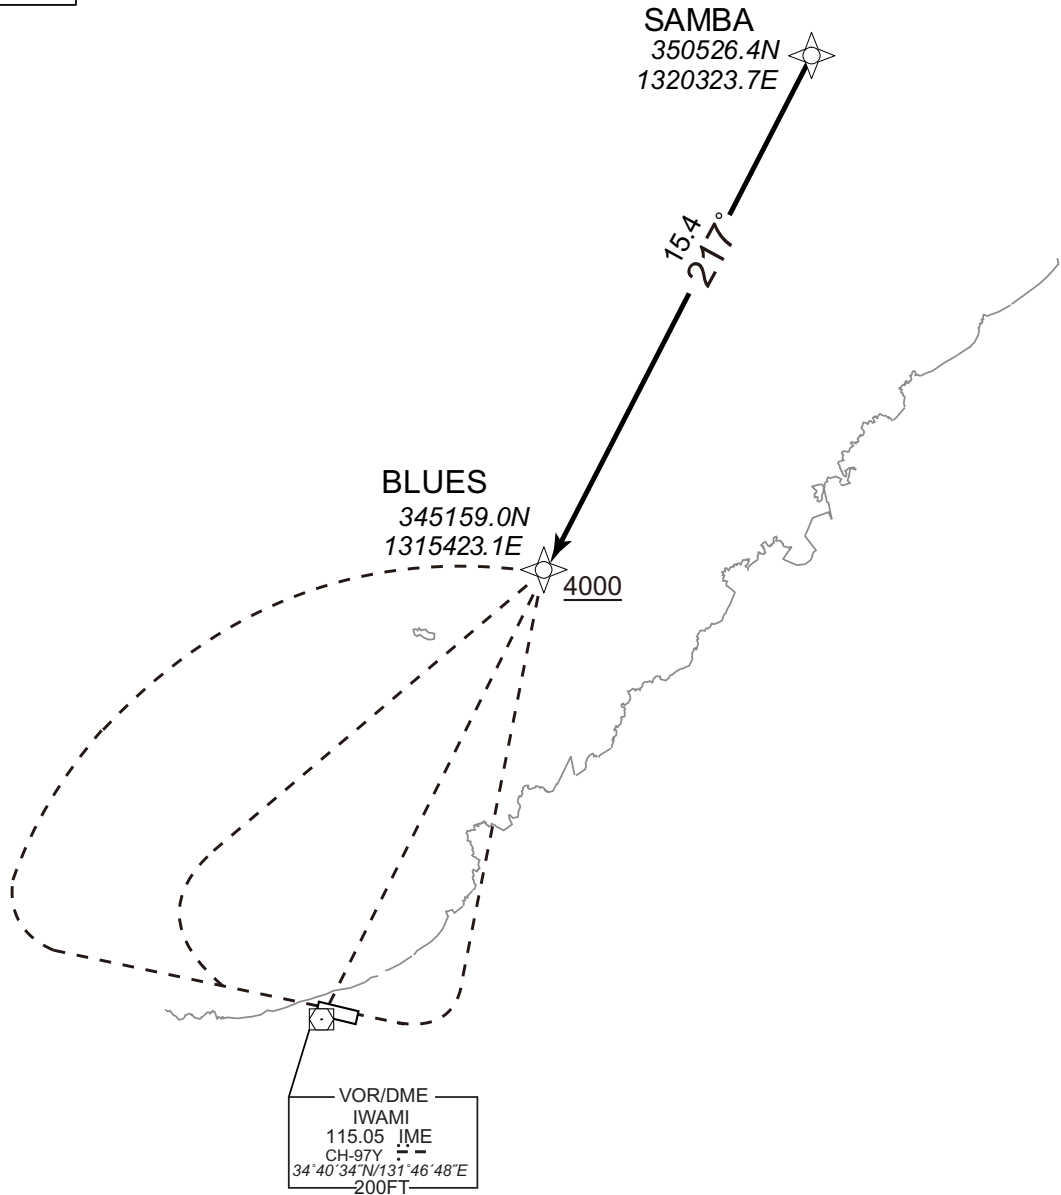 SAMBA
350526.4N
1320323.7E
15.4
217°
BLUES
345159.0N
1315423.1E
4000
VOR/DME
IWAMI
115.05 IME
CH-97Y
34°40′34″N/131°46′48″E
200FT